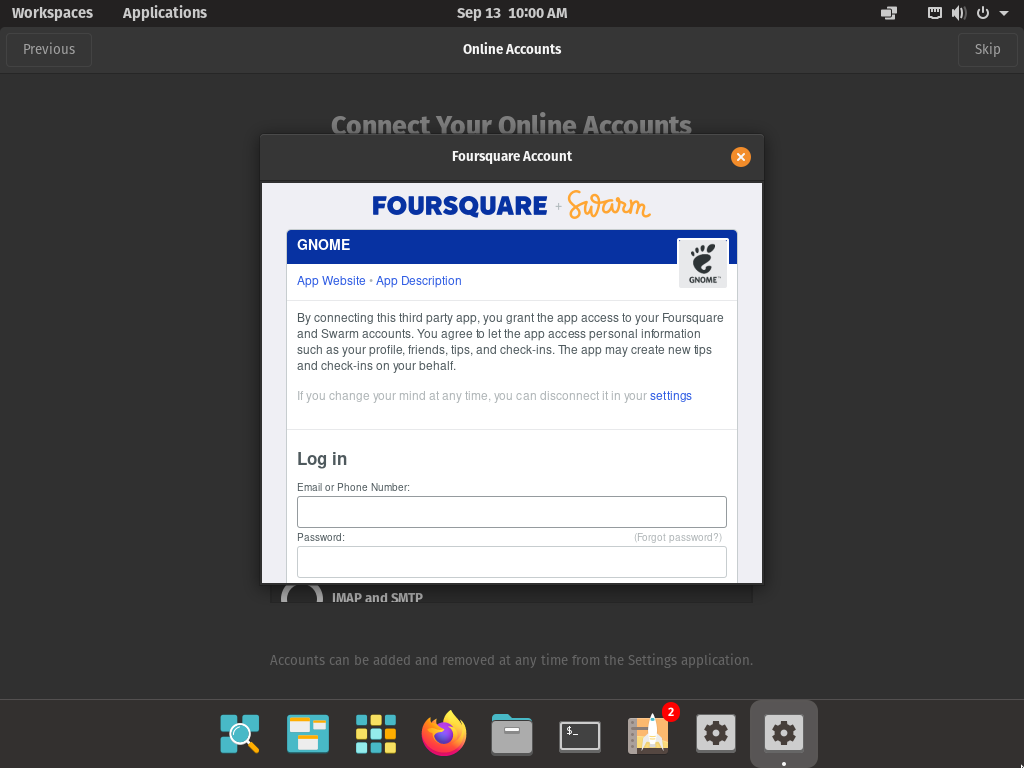 Workspaces Applications Sep 13 10:00 AM
Previous Online Accounts Skip
Connect Your Online Accounts
Foursquare Account
FOURSQUARE + Swarm
GNOME
GNOME™
App Website • App Description
By connecting this third party app, you grant the app access to your Foursquare
and Swarm accounts. You agree to let the app access personal information
such as your profile, friends, tips, and check-ins. The app may create new tips
and check-ins on your behalf.
If you change your mind at any time, you can disconnect it in your settings
Log in
Email or Phone Number:
Password: (Forgot password?)
IMAP and SMTP
Accounts can be added and removed at any time from the Settings application.
$_
2